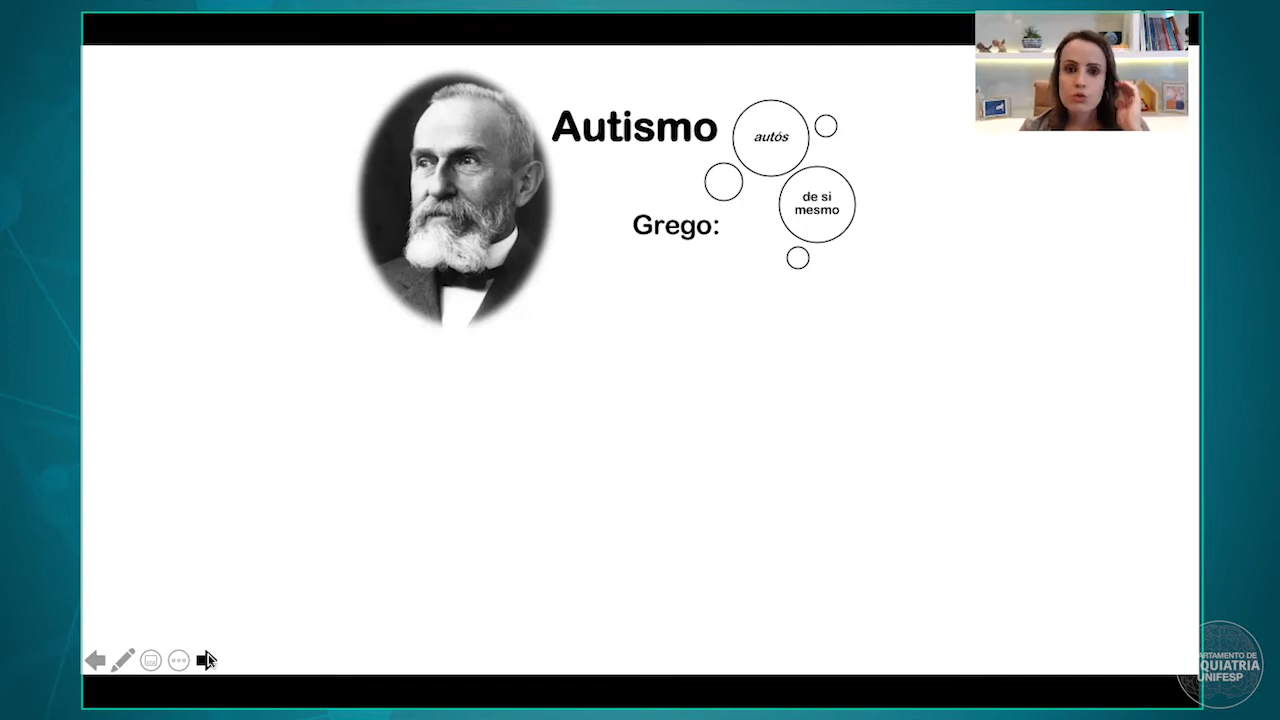 Autismo
autós
de si
mesmo
Grego:
ARTAMENTO DE
QUIATRIA
UNIFESP